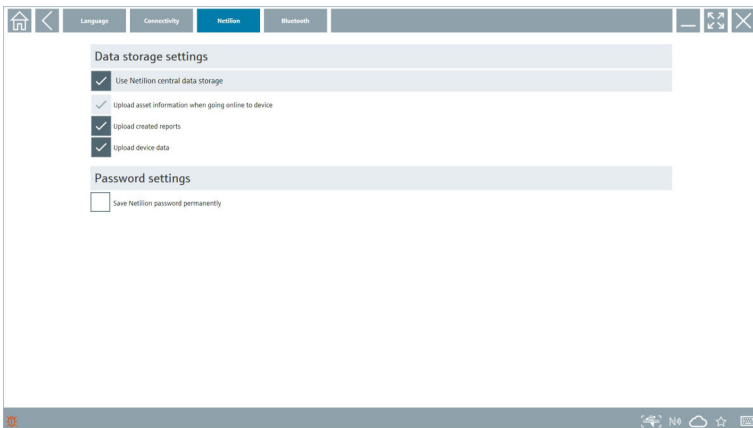 Language
Connectivity
Netilion
Bluetooth
Data storage settings
Use Netilion central data storage
Upload asset information when going online to device
Upload created reports
Upload device data
Password settings
Save Netilion password permanently